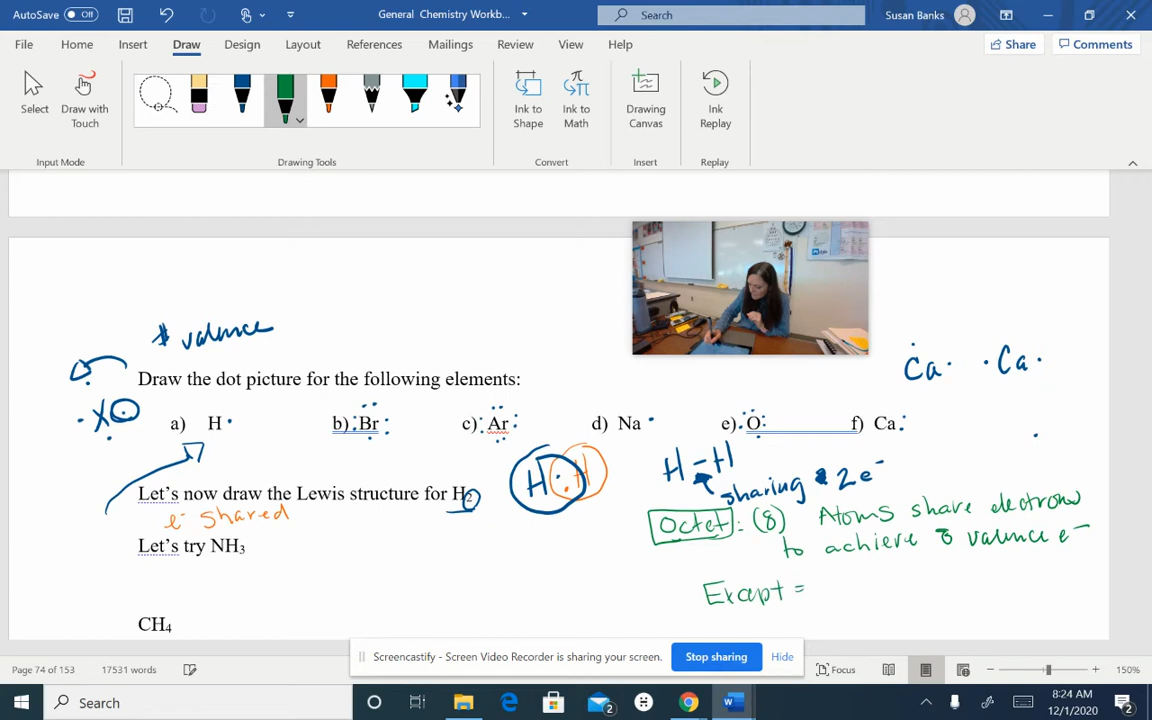 AutoSave Off General Chemistry Workb... Search Susan Banks
File Home Insert Draw Design Layout References Mailings Review View Help Share Comments
Select Draw with Touch Ink to Shape Ink to Math Drawing Canvas Ink Replay
Input Mode Drawing Tools Convert Insert Replay
# valence
Ca Ca
Draw the dot picture for the following elements:
X a) H b) Br c) Ar d) Na e) O f) Ca
H H H - H
sharing 2 e⁻
Let's now draw the Lewis structure for H₂
e⁻ shared
Octet: (8) Atoms share electrons
to achieve 8 valence e⁻
Let's try NH₃
Except =
CH₄
Screencastify - Screen Video Recorder is sharing your screen. Stop sharing Hide
Page 74 of 153 17531 words Focus 150%
Search 2 8:24 AM
12/1/2020 2